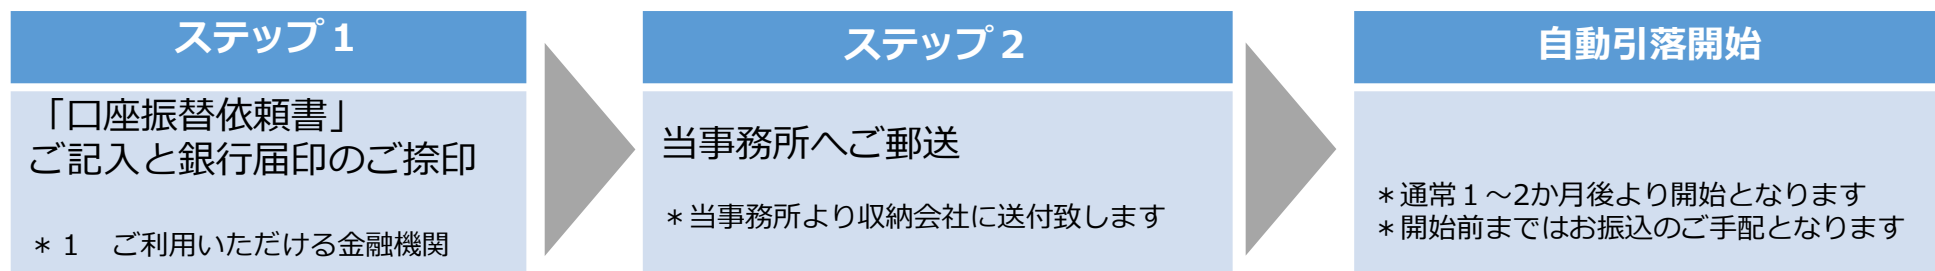 ステップ１
「口座振替依頼書」
ご記入と銀行届印のご捺印
＊１　ご利用いただける金融機関
ステップ２
当事務所へご郵送
＊当事務所より収納会社に送付致します
自動引落開始
＊通常１～2か月後より開始となります
＊開始前まではお振込のご手配となります